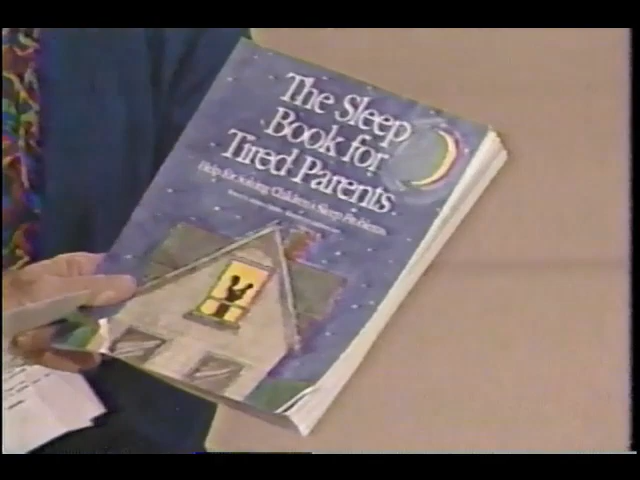 The Sleep
Book for
Tired Parents
Help for Solving Children's Sleep Problems